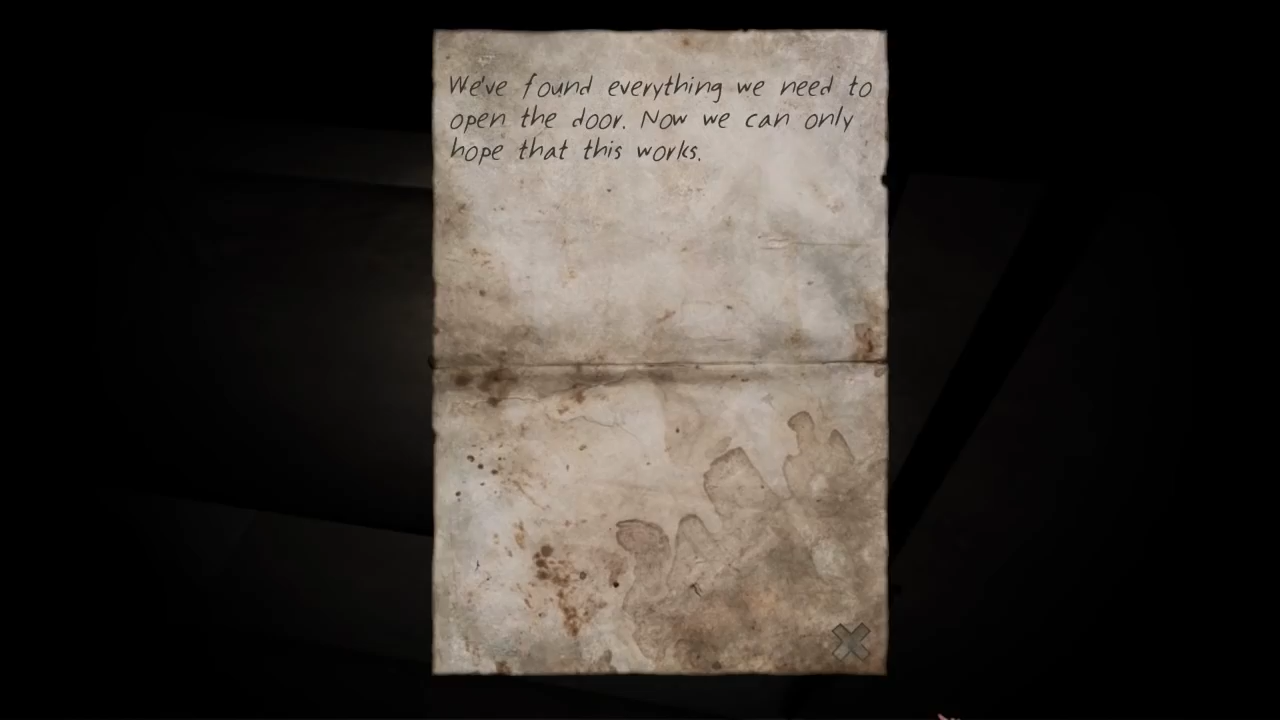 We've found everything we need to
open the door. Now we can only
hope that this works.